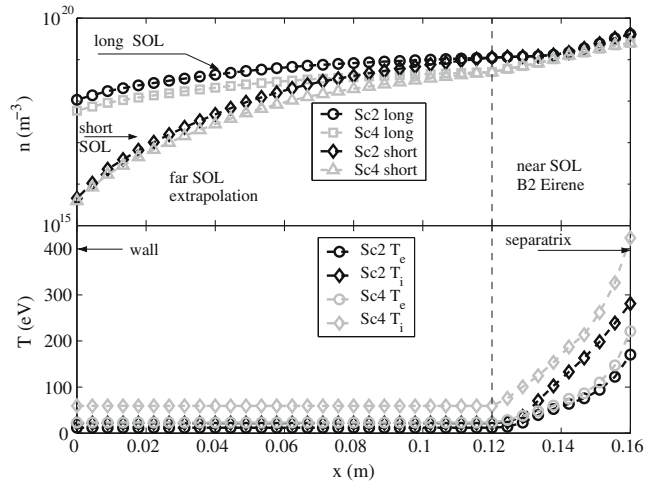 10^20
long SOL
n (m^-3)
short
SOL
far SOL
extrapolation
Sc2 long
Sc4 long
Sc2 short
Sc4 short
near SOL
B2 Eirene
10^15
400
300
200
100
0
T (eV)
wall
Sc2 T_e
Sc2 T_i
Sc4 T_e
Sc4 T_i
separatrix
0 0.02 0.04 0.06 0.08 0.1 0.12 0.14 0.16
x (m)